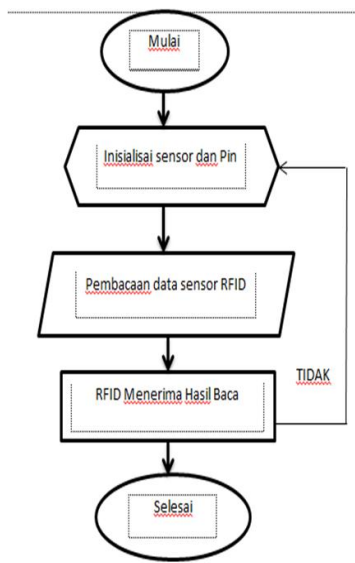 Mulai
Inisialisai sensor dan Pin
Pembacaan data sensor RFID
RFID Menerima Hasil Baca
TIDAK
Selesai